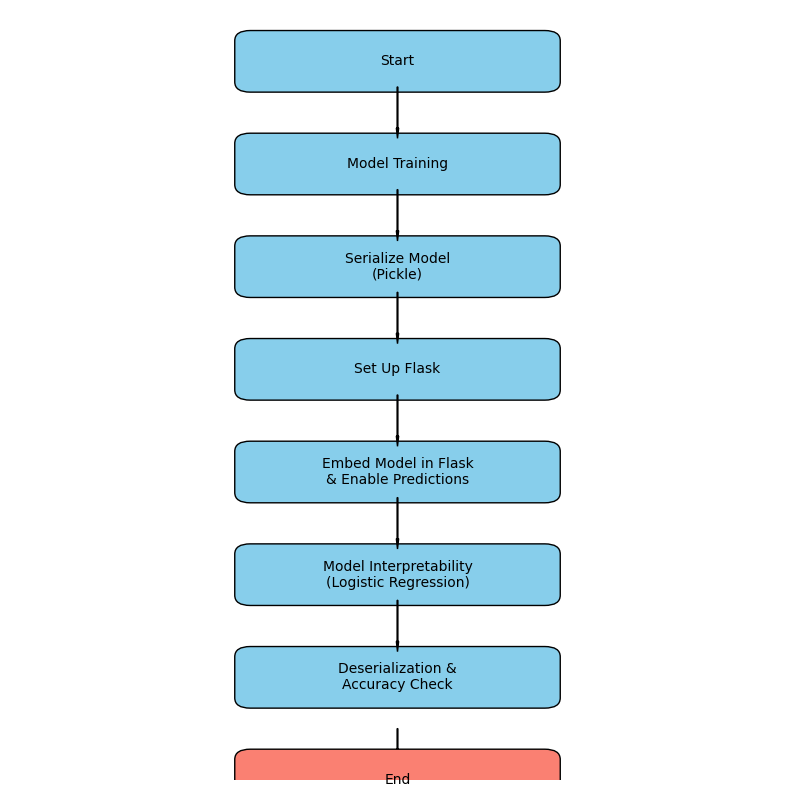 Start
Model Training
Serialize Model
(Pickle)
Set Up Flask
Embed Model in Flask
& Enable Predictions
Model Interpretability
(Logistic Regression)
Deserialization &
Accuracy Check
End